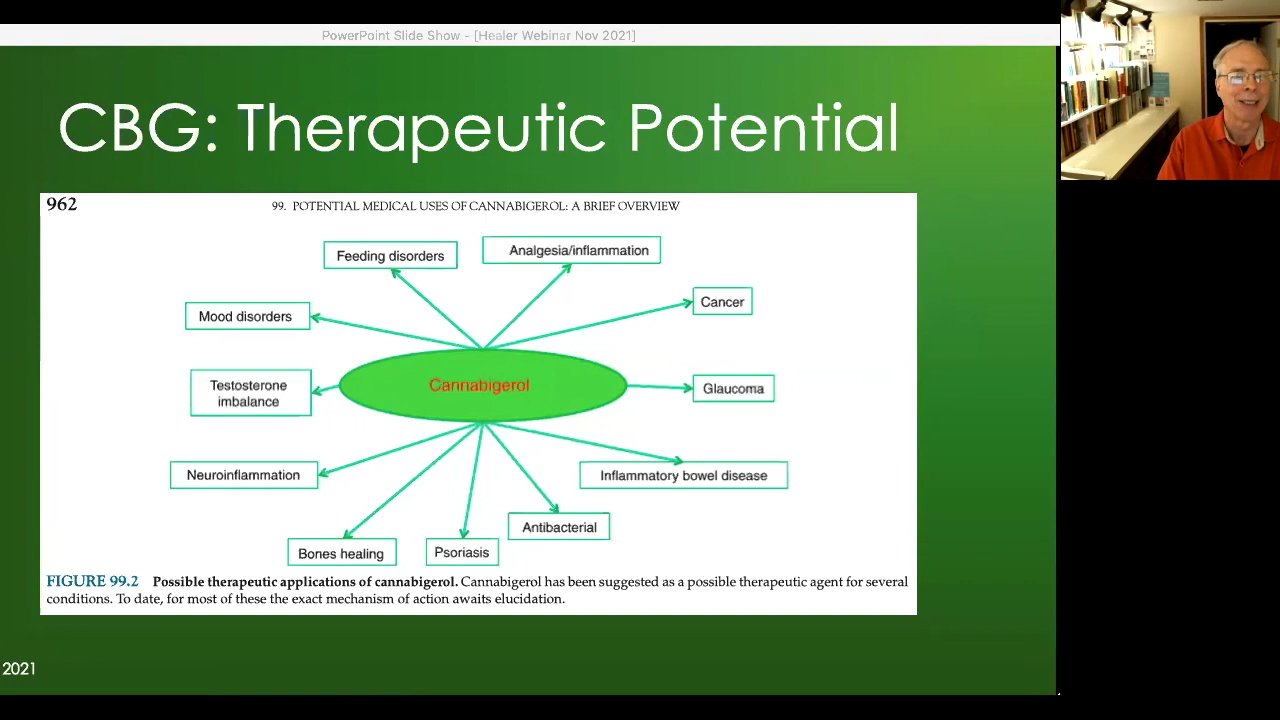 PowerPoint Slide Show - [Healer Webinar Nov 2021]
CBG: Therapeutic Potential
962
99. POTENTIAL MEDICAL USES OF CANNABIGEROL: A BRIEF OVERVIEW
Feeding disorders
Analgesia/inflammation
Mood disorders
Cancer
Testosterone
imbalance
Cannabigerol
Glaucoma
Neuroinflammation
Inflammatory bowel disease
Bones healing
Psoriasis
Antibacterial
FIGURE 99.2 Possible therapeutic applications of cannabigerol. Cannabigerol has been suggested as a possible therapeutic agent for several
conditions. To date, for most of these the exact mechanism of action awaits elucidation.
2021